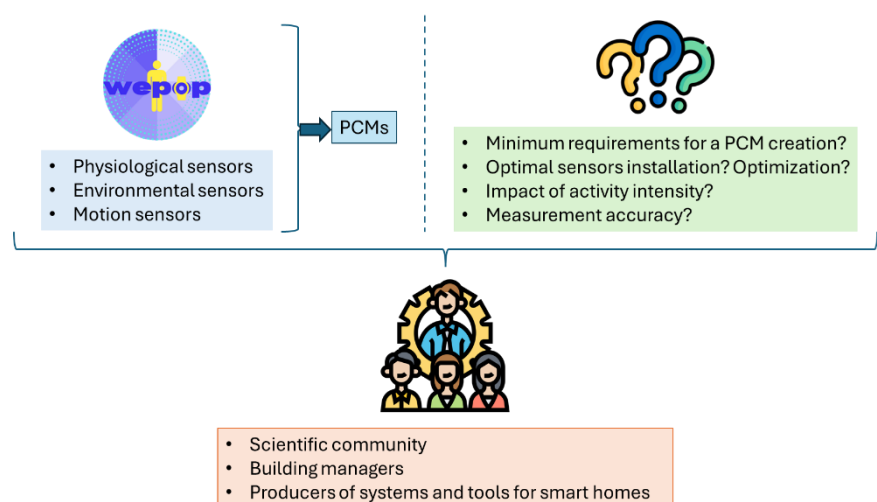 wepop
• Physiological sensors
• Environmental sensors
• Motion sensors
PCMs
• Minimum requirements for a PCM creation?
• Optimal sensors installation? Optimization?
• Impact of activity intensity?
• Measurement accuracy?
• Scientific community
• Building managers
• Producers of systems and tools for smart homes